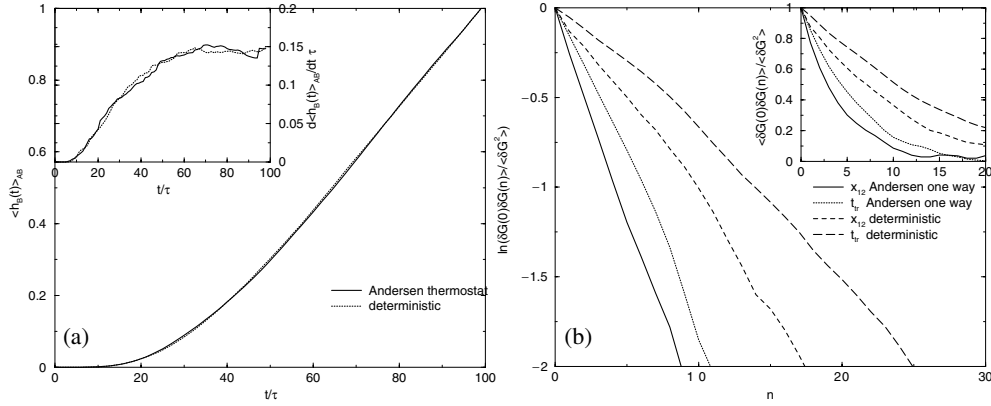 1
0.8
0.6
0.4
0.2
0
0 20 40 60 80 100
t/τ
<h_B(t)>_AB
0.2
0.15
0.1
0.05
0
0 20 40 60 80 100
t/τ
d<h_B(t)>_AB/dt τ
Andersen thermostat
deterministic
(a)
0
−0.5
−1
−1.5
−2
0 10 20 30
n
ln(⟨δG(0)δG(n)⟩/⟨δG²⟩)
1.0
0.8
0.6
0.4
0.2
0
0 5 10 15 20
<δG(0)δG(n)>/<δG²>
x_12 Andersen one way
t_tr Andersen one way
x_12 deterministic
t_tr deterministic
(b)